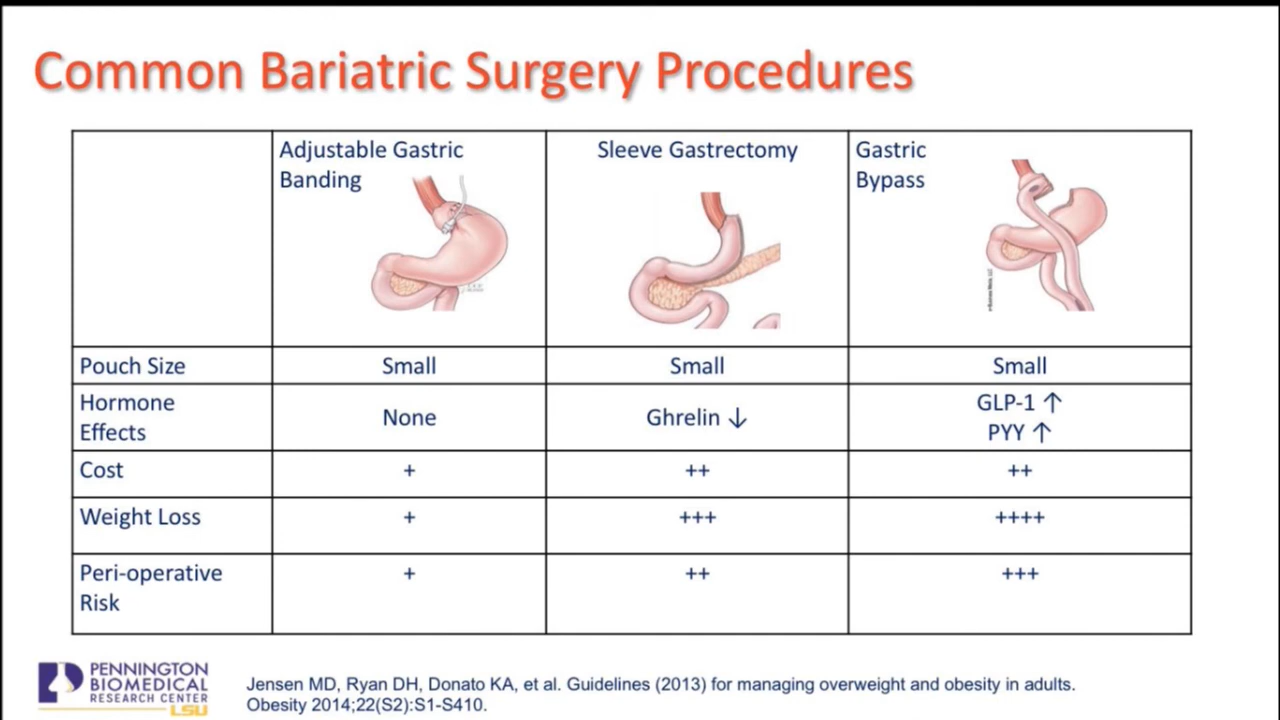 Common Bariatric Surgery Procedures
Adjustable Gastric
Banding
Sleeve Gastrectomy
Gastric
Bypass
Pouch Size
Small
Small
Small
Hormone
Effects
None
Ghrelin ↓
GLP-1 ↑
PYY ↑
Cost
+
++
++
Weight Loss
+
+++
++++
Peri-operative
Risk
+
++
+++
PENNINGTON
BIOMEDICAL
RESEARCH CENTER
LSU
Jensen MD, Ryan DH, Donato KA, et al. Guidelines (2013) for managing overweight and obesity in adults.
Obesity 2014;22(S2):S1-S410.